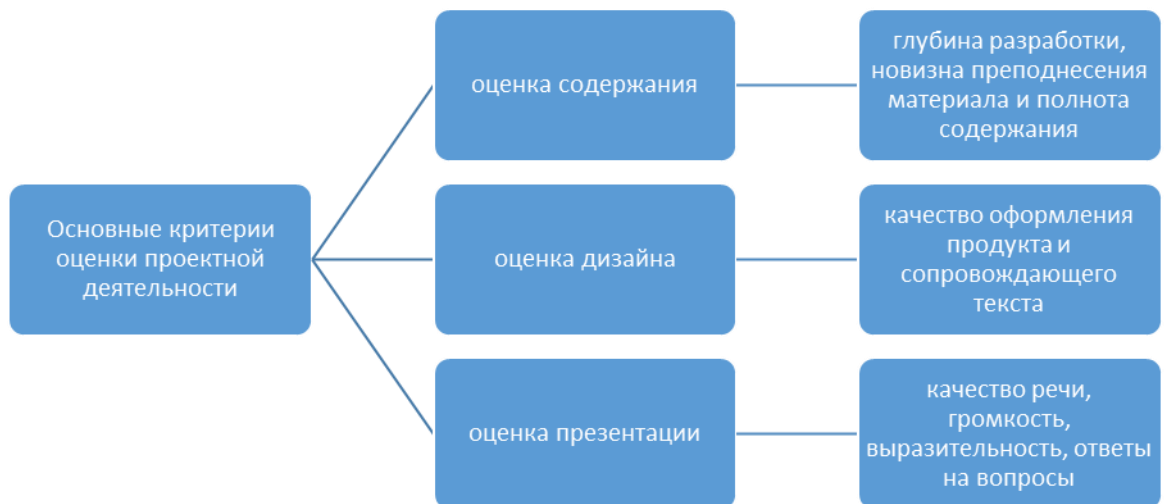 Основные критерии
оценки проектной
деятельности
оценка содержания
глубина разработки,
новизна преподнесения
материала и полнота
содержания
оценка дизайна
качество оформления
продукта и
сопровождающего
текста
оценка презентации
качество речи,
громкость,
выразительность, ответы
на вопросы